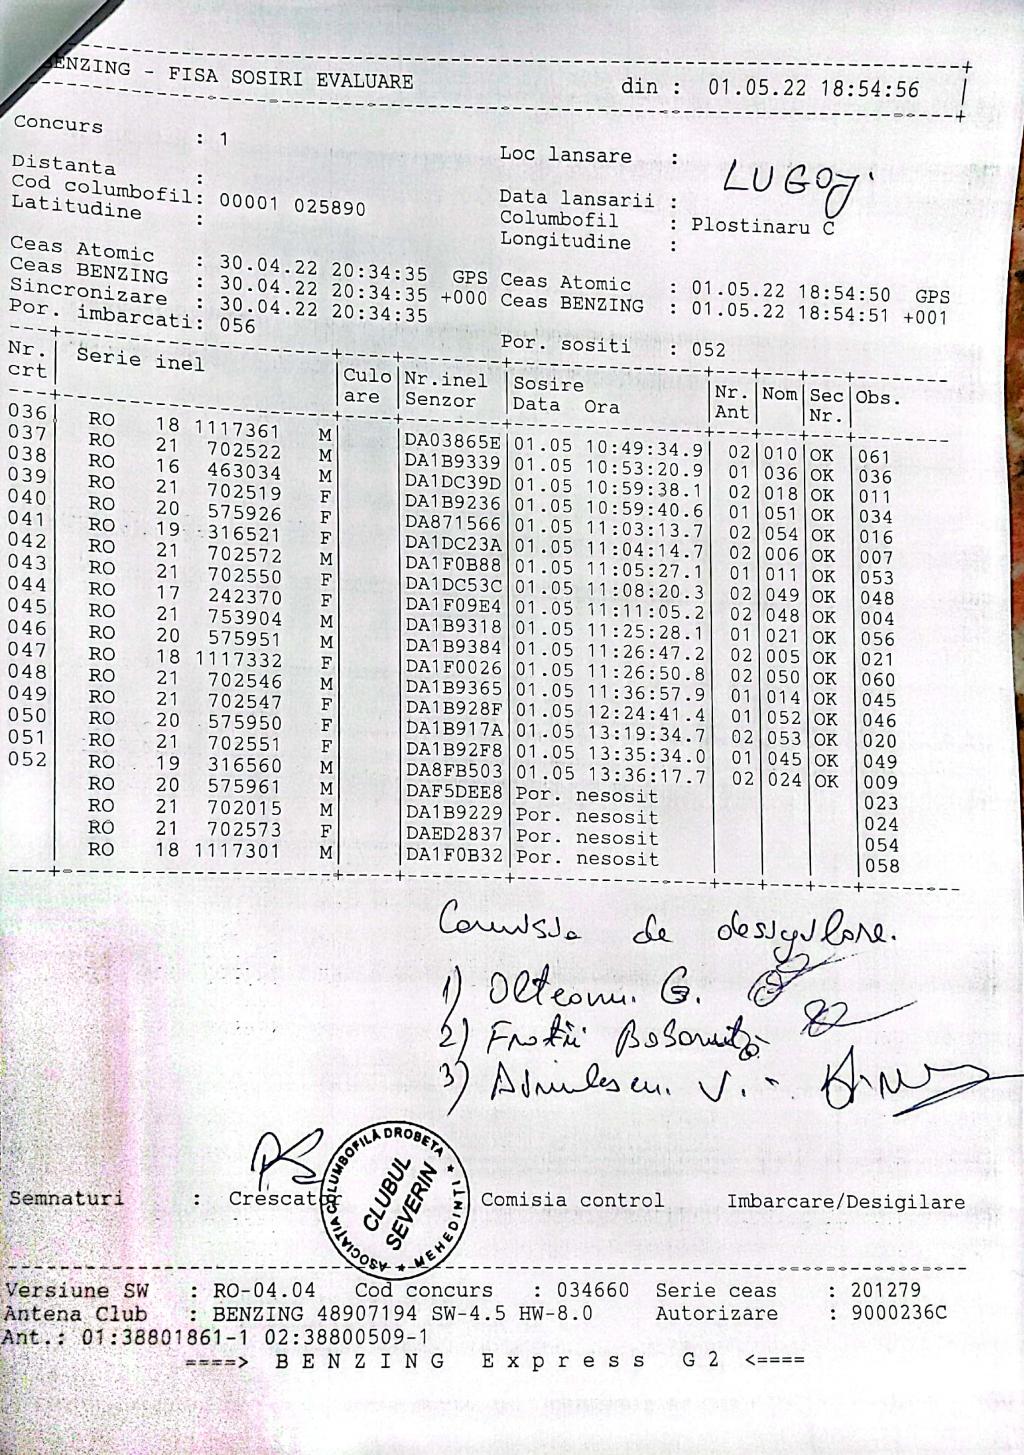 BENZING - FISA SOSIRI EVALUARE din : 01.05.22 18:54:56
Concurs : 1 Loc lansare : LUGOJ
Distanta :
Cod columbofil: 00001 025890 Data lansarii :
Columbofil : Plostinaru C
Latitudine : Longitudine :
Ceas Atomic : 30.04.22 20:34:35 GPS Ceas Atomic : 01.05.22 18:54:50 GPS
Ceas BENZING : 30.04.22 20:34:35 +000 Ceas BENZING : 01.05.22 18:54:51 +001
Sincronizare : 30.04.22 20:34:35
Por. imbarcati: 056 Por. sositi : 052
Nr. Serie inel Culo Nr.inel Sosire Nr. Nom Sec Obs.
crt are Senzor Data Ora Ant Nr.
036 RO 18 1117361 M DA03865E 01.05 10:49:34.9 02 010 OK 061
037 RO 21 702522 M DA1B9339 01.05 10:53:20.9 01 036 OK 036
038 RO 16 463034 M DA1DC39D 01.05 10:59:38.1 02 018 OK 011
039 RO 21 702519 F DA1B9236 01.05 10:59:40.6 01 051 OK 034
040 RO 20 575926 F DA871566 01.05 11:03:13.7 02 054 OK 016
041 RO 19 316521 F DA1DC23A 01.05 11:04:14.7 02 006 OK 007
042 RO 21 702572 M DA1F0B88 01.05 11:05:27.1 01 011 OK 053
043 RO 21 702550 F DA1DC53C 01.05 11:08:20.3 02 049 OK 048
044 RO 17 242370 F DA1F09E4 01.05 11:11:05.2 02 048 OK 004
045 RO 21 753904 M DA1B9318 01.05 11:25:28.1 01 021 OK 056
046 RO 20 575951 M DA1B9384 01.05 11:26:47.2 02 005 OK 021
047 RO 18 1117332 F DA1F0026 01.05 11:26:50.8 02 050 OK 060
048 RO 21 702546 M DA1B9365 01.05 11:36:57.9 01 014 OK 045
049 RO 21 702547 F DA1B928F 01.05 12:24:41.4 01 052 OK 046
050 RO 20 575950 F DA1B917A 01.05 13:19:34.7 02 053 OK 020
051 RO 21 702551 F DA1B92F8 01.05 13:35:34.0 01 045 OK 049
052 RO 19 316560 M DA8FB503 01.05 13:36:17.7 02 024 OK 009
RO 20 575961 M DAF5DEE8 Por. nesosit 023
RO 21 702015 M DA1B9229 Por. nesosit 024
RO 21 702573 F DAED2837 Por. nesosit 054
RO 18 1117301 M DA1F0B32 Por. nesosit 058
Comisia de desigilare.
1) Olteanu. G.
2) Frații
3) V.
ASOCIAȚIA COLUMBOFILĂ DROBETA * MEHEDINȚI *
CLUBUL
SEVERIN
Semnaturi : Crescator Comisia control Imbarcare/Desigilare
Versiune SW : RO-04.04 Cod concurs : 034660 Serie ceas : 201279
Antena Club : BENZING 48907194 SW-4.5 HW-8.0 Autorizare : 9000236C
Ant.: 01:38801861-1 02:38800509-1
====> B E N Z I N G E x p r e s s G 2 <====